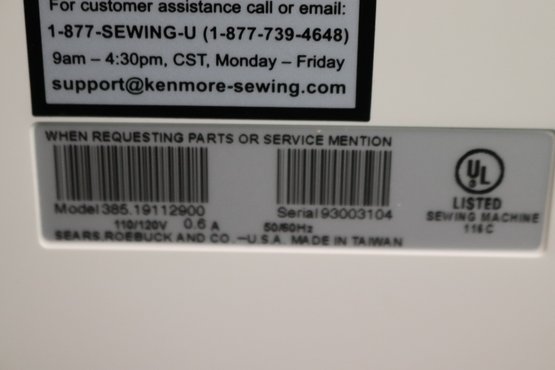 For customer assistance call or email:
1-877-SEWING-U (1-877-739-4648)
9am – 4:30pm, CST, Monday – Friday
support@kenmore-sewing.com
WHEN REQUESTING PARTS OR SERVICE MENTION
Model 385.19112900
Serial 93003104
110/120V 0.6 A 50/60Hz
SEARS, ROEBUCK AND CO. – U.S.A. MADE IN TAIWAN
UL
LISTED
SEWING MACHINE
116 C